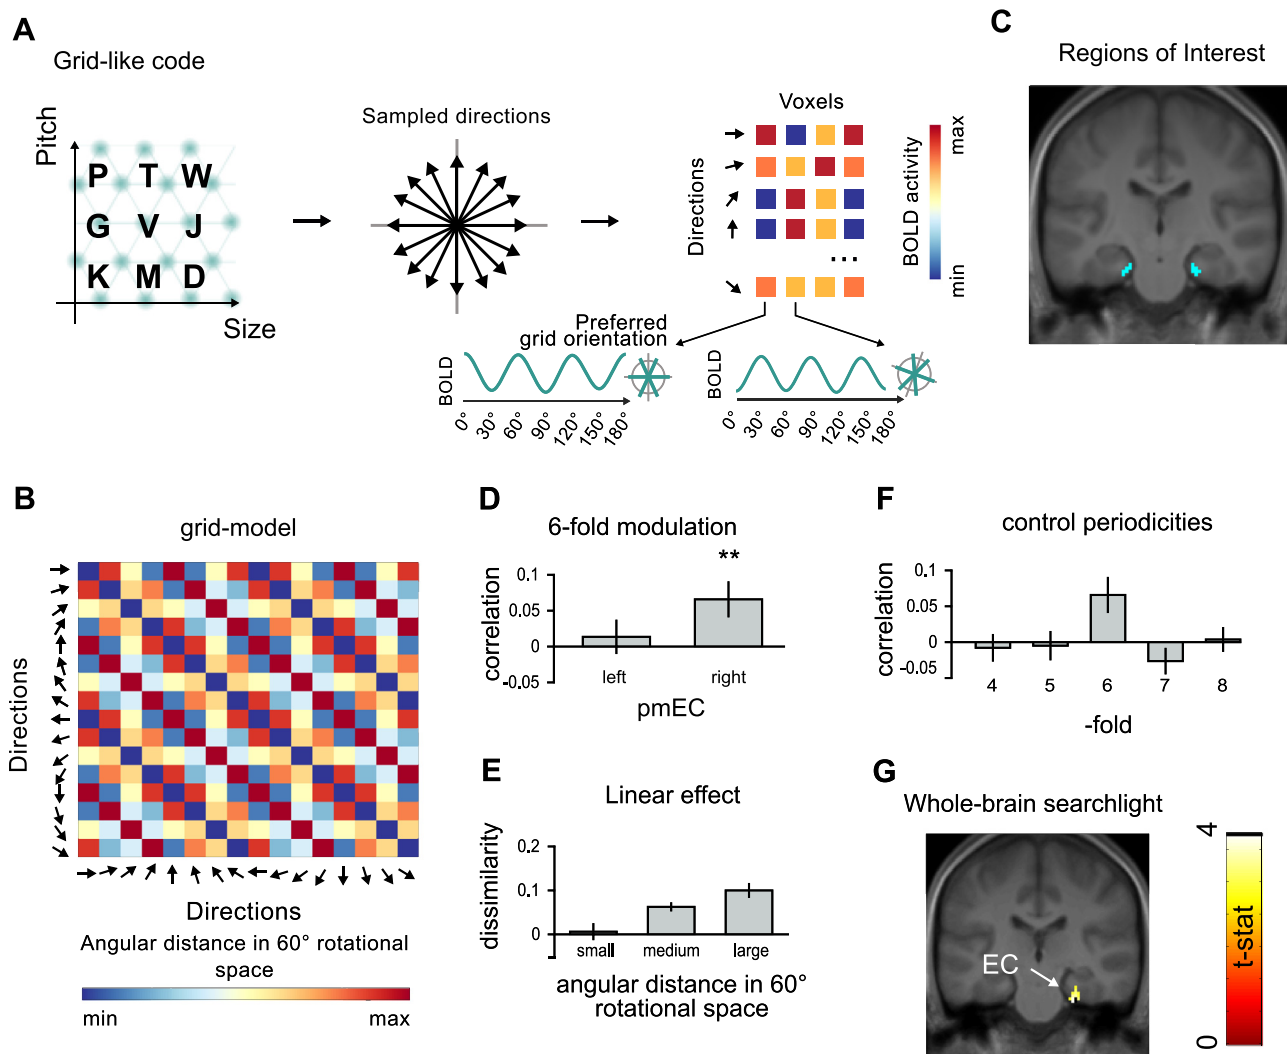 A
Grid-like code
Pitch
P T W
G V J
K M D
Size
Sampled directions
Voxels
Directions
...
BOLD activity
max
min
Preferred
grid orientation
BOLD
0° 30° 60° 90° 120° 150° 180°
BOLD
0° 30° 60° 90° 120° 150° 180°
C
Regions of Interest
B
grid-model
Directions
Directions
Angular distance in 60° rotational
space
min max
D
6-fold modulation
**
correlation
0.1
0.05
0
-0.05
left right
pmEC
E
Linear effect
dissimilarity
0,2
0.1
0
small medium large
angular distance in 60°
rotational space
F
control periodicities
correlation
0.1
0.05
0
-0.05
4 5 6 7 8
-fold
G
Whole-brain searchlight
EC
4
t-stat
0